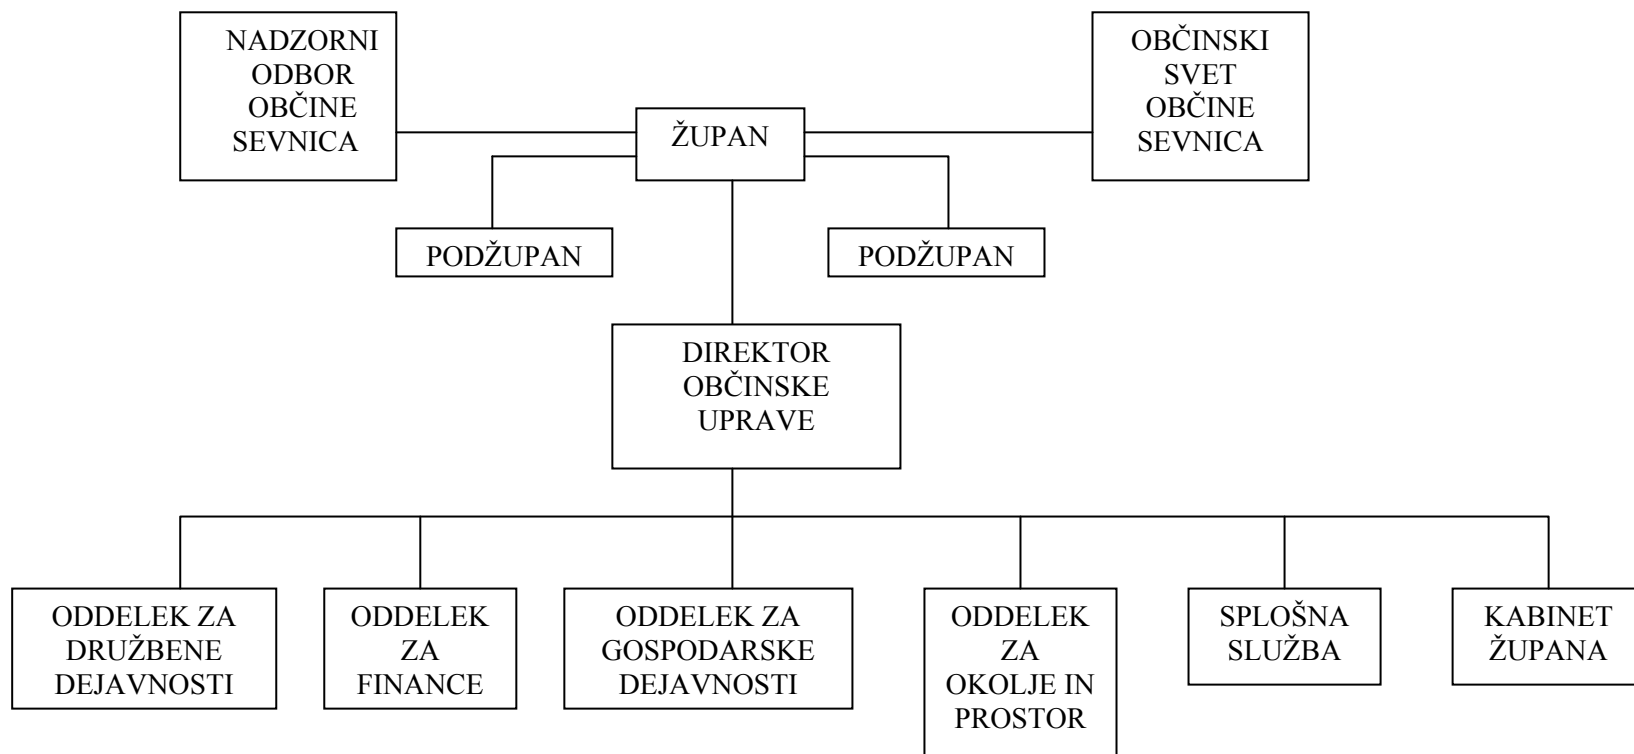 NADZORNI
ODBOR
OBČINE
SEVNICA
OBČINSKI
SVET
OBČINE
SEVNICA
ŽUPAN
PODŽUPAN
PODŽUPAN
DIREKTOR
OBČINSKE
UPRAVE
ODDELEK ZA
DRUŽBENE
DEJAVNOSTI
ODDELEK
ZA
FINANCE
ODDELEK ZA
GOSPODARSKE
DEJAVNOSTI
ODDELEK
ZA
OKOLJE IN
PROSTOR
SPLOŠNA
SLUŽBA
KABINET
ŽUPANA